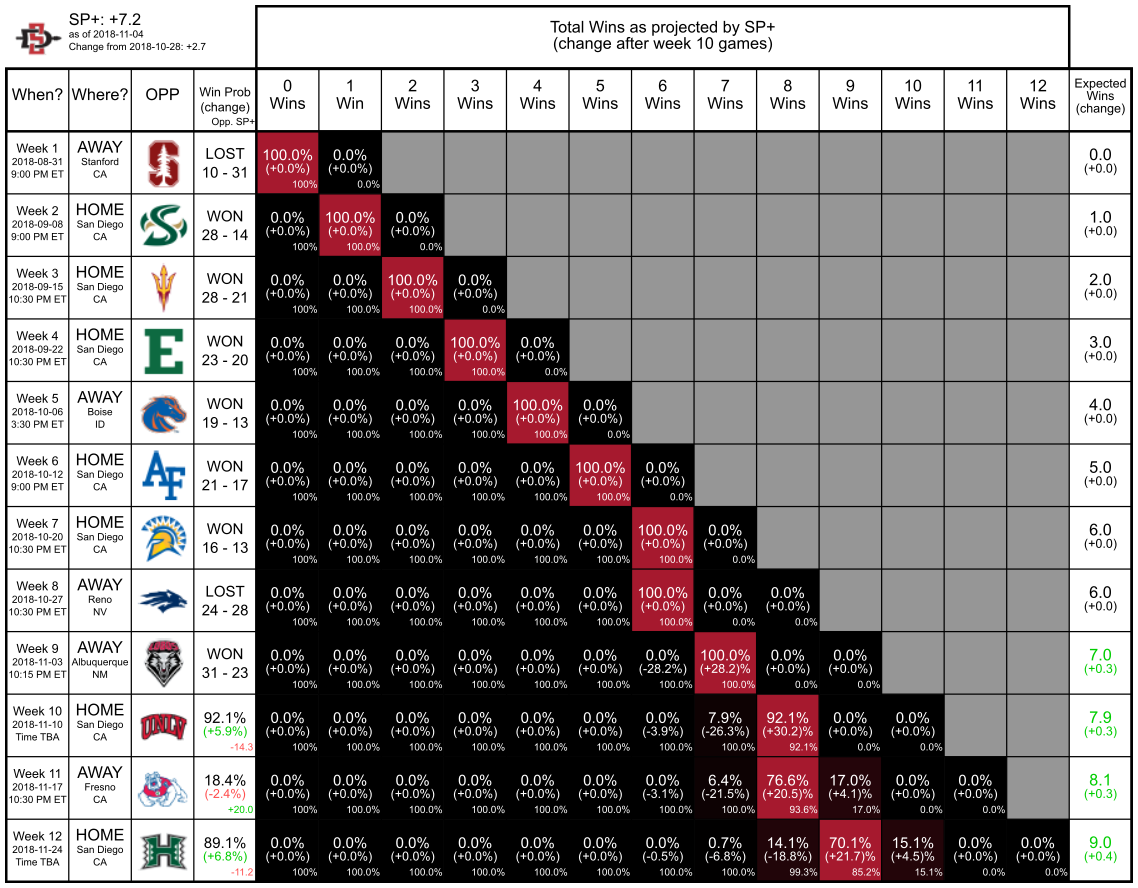 SP+: +7.2
as of 2018-11-04
Change from 2018-10-28: +2.7
Total Wins as projected by SP+
(change after week 10 games)
When? Where? OPP Win Prob (change) Opp. SP+ 0 Wins 1 Win 2 Wins 3 Wins 4 Wins 5 Wins 6 Wins 7 Wins 8 Wins 9 Wins 10 Wins 11 Wins 12 Wins Expected Wins (change)
Week 1 AWAY LOST 100.0% 0.0% 0.0
2018-08-31 Stanford (+0.0%) (+0.0%) (+0.0)
9:00 PM ET CA 10 - 31 100% 0.0%
Week 2 HOME WON 0.0% 100.0% 0.0% 1.0
2018-09-08 San Diego (+0.0%) (+0.0%) (+0.0%) (+0.0)
9:00 PM ET CA 28 - 14 100% 100.0% 0.0%
Week 3 HOME WON 0.0% 0.0% 100.0% 0.0% 2.0
2018-09-15 San Diego (+0.0%) (+0.0%) (+0.0%) (+0.0%) (+0.0)
10:30 PM ET CA 28 - 21 100% 100.0% 100.0% 0.0%
Week 4 HOME E WON 0.0% 0.0% 0.0% 100.0% 0.0% 3.0
2018-09-22 San Diego (+0.0%) (+0.0%) (+0.0%) (+0.0%) (+0.0%) (+0.0)
10:30 PM ET CA 23 - 20 100% 100.0% 100.0% 100.0% 0.0%
Week 5 AWAY WON 0.0% 0.0% 0.0% 0.0% 100.0% 0.0% 4.0
2018-10-06 Boise (+0.0%) (+0.0%) (+0.0%) (+0.0%) (+0.0%) (+0.0%) (+0.0)
3:30 PM ET ID 19 - 13 100% 100.0% 100.0% 100.0% 100.0% 0.0%
Week 6 HOME AF WON 0.0% 0.0% 0.0% 0.0% 0.0% 100.0% 0.0% 5.0
2018-10-12 San Diego (+0.0%) (+0.0%) (+0.0%) (+0.0%) (+0.0%) (+0.0%) (+0.0%) (+0.0)
9:00 PM ET CA 21 - 17 100% 100.0% 100.0% 100.0% 100.0% 100.0% 0.0%
Week 7 HOME WON 0.0% 0.0% 0.0% 0.0% 0.0% 0.0% 100.0% 0.0% 6.0
2018-10-20 San Diego (+0.0%) (+0.0%) (+0.0%) (+0.0%) (+0.0%) (+0.0%) (+0.0%) (+0.0%) (+0.0)
10:30 PM ET CA 16 - 13 100% 100.0% 100.0% 100.0% 100.0% 100.0% 100.0% 0.0%
Week 8 AWAY LOST 0.0% 0.0% 0.0% 0.0% 0.0% 0.0% 100.0% 0.0% 0.0% 6.0
2018-10-27 Reno (+0.0%) (+0.0%) (+0.0%) (+0.0%) (+0.0%) (+0.0%) (+0.0%) (+0.0%) (+0.0%) (+0.0)
10:30 PM ET NV 24 - 28 100% 100.0% 100.0% 100.0% 100.0% 100.0% 100.0% 0.0% 0.0%
Week 9 AWAY WON 0.0% 0.0% 0.0% 0.0% 0.0% 0.0% 0.0% 100.0% 0.0% 0.0% 7.0
2018-11-03 Albuquerque (+0.0%) (+0.0%) (+0.0%) (+0.0%) (+0.0%) (+0.0%) (-28.2%) (+28.2)% (+0.0%) (+0.0%) (+0.3)
10:15 PM ET NM 31 - 23 100% 100.0% 100.0% 100.0% 100.0% 100.0% 100.0% 100.0% 0.0% 0.0%
Week 10 HOME UNLV 92.1% 0.0% 0.0% 0.0% 0.0% 0.0% 0.0% 0.0% 7.9% 92.1% 0.0% 0.0% 7.9
2018-11-10 San Diego (+5.9%) (+0.0%) (+0.0%) (+0.0%) (+0.0%) (+0.0%) (+0.0%) (-3.9%) (-26.3%) (+30.2)% (+0.0%) (+0.0%) (+0.3)
Time TBA CA -14.3 100% 100% 100% 100% 100% 100% 100% 100.0% 92.1% 0.0% 0.0%
Week 11 AWAY 18.4% 0.0% 0.0% 0.0% 0.0% 0.0% 0.0% 0.0% 6.4% 76.6% 17.0% 0.0% 0.0% 8.1
2018-11-17 Fresno (-2.4%) (+0.0%) (+0.0%) (+0.0%) (+0.0%) (+0.0%) (+0.0%) (-3.1%) (-21.5%) (+20.5)% (+4.1)% (+0.0%) (+0.0%) (+0.3)
10:30 PM ET CA +20.0 100% 100% 100% 100% 100% 100% 100% 100.0% 93.6% 17.0% 0.0% 0.0%
Week 12 HOME H 89.1% 0.0% 0.0% 0.0% 0.0% 0.0% 0.0% 0.0% 0.7% 14.1% 70.1% 15.1% 0.0% 0.0% 9.0
2018-11-24 San Diego (+6.8%) (+0.0%) (+0.0%) (+0.0%) (+0.0%) (+0.0%) (+0.0%) (-0.5%) (-6.8%) (-18.8%) (+21.7)% (+4.5)% (+0.0%) (+0.0%) (+0.4)
Time TBA CA -11.2 100% 100% 100% 100% 100% 100% 100% 100% 99.3% 85.2% 15.1% 0.0% 0.0%